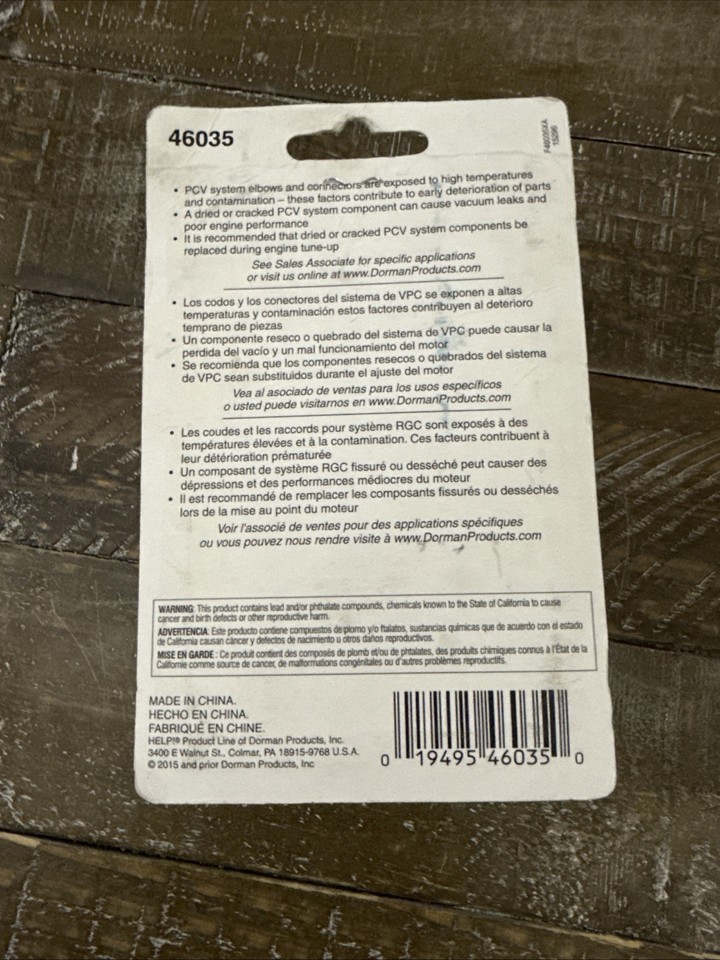 46035
F46035XA
15296
• PCV system elbows and connectors are exposed to high temperatures
and contamination – these factors contribute to early deterioration of parts
• A dried or cracked PCV system component can cause vacuum leaks and
poor engine performance
• It is recommended that dried or cracked PCV system components be
replaced during engine tune-up
See Sales Associate for specific applications
or visit us online at www.DormanProducts.com
• Los codos y los conectores del sistema de VPC se exponen a altas
temperaturas y contaminación estos factores contribuyen al deterioro
temprano de piezas
• Un componente reseco o quebrado del sistema de VPC puede causar la
perdida del vacío y un mal funcionamiento del motor
• Se recomienda que los componentes resecos o quebrados del sistema
de VPC sean substituidos durante el ajuste del motor
Vea al asociado de ventas para los usos específicos
o usted puede visitarnos en www.DormanProducts.com
• Les coudes et les raccords pour système RGC sont exposés à des
températures élevées et à la contamination. Ces facteurs contribuent à
leur détérioration prématurée
• Un composant de système RGC fissuré ou desséché peut causer des
dépressions et des performances médiocres du moteur
• Il est recommandé de remplacer les composants fissurés ou desséchés
lors de la mise au point du moteur
Voir l'associé de ventes pour des applications spécifiques
ou vous pouvez nous rendre visite à www.DormanProducts.com
WARNING: This product contains lead and/or phthalate compounds, chemicals known to the State of California to cause
cancer and birth defects or other reproductive harm.
ADVERTENCIA: Este producto contiene compuestos de plomo y/o ftalatos, sustancias químicas que de acuerdo con el estado
de California causan cáncer y defectos de nacimiento u otros daños reproductivos.
MISE EN GARDE : Ce produit contient des composés de plomb et/ou de phtalates, des produits chimiques connus à l'État de la
Californie comme source de cancer, de malformations congénitales ou d'autres problèmes reproductifs.
MADE IN CHINA.
HECHO EN CHINA.
FABRIQUÉ EN CHINE.
HELP!® Product Line of Dorman Products, Inc.
3400 E Walnut St., Colmar, PA 18915-9768 U.S.A.
© 2015 and prior Dorman Products, Inc
0 19495 46035 0